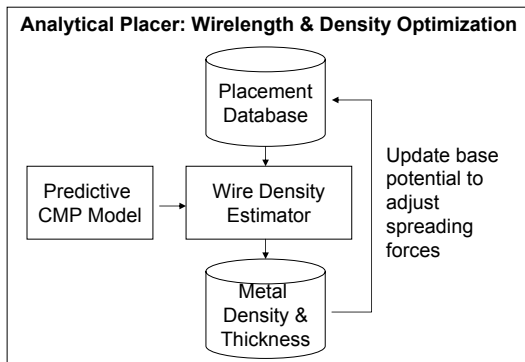 Analytical Placer: Wirelength & Density Optimization
Placement
Database
Predictive
CMP Model
Wire Density
Estimator
Update base
potential to
adjust
spreading
forces
Metal
Density &
Thickness